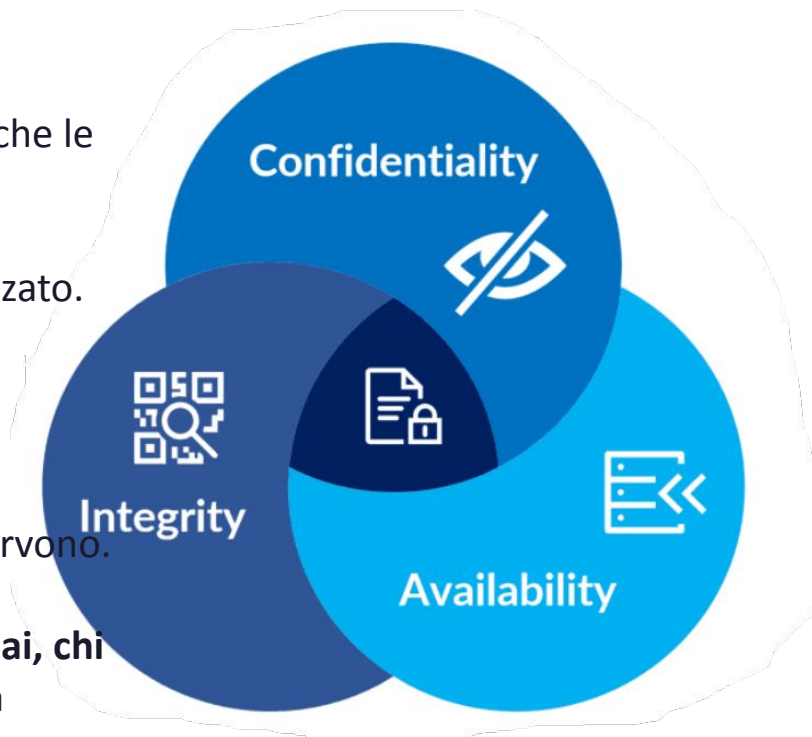 che le
Confidentiality
zato.
Integrity
rvono.
Availability
ai, chi